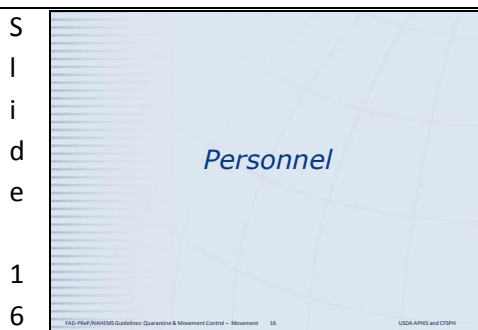 Slide 16
Personnel
FAD-PReP/NAHEMS Guidelines: Quarantine & Movement Control – Movement 16 USDA APHIS and CFSPH